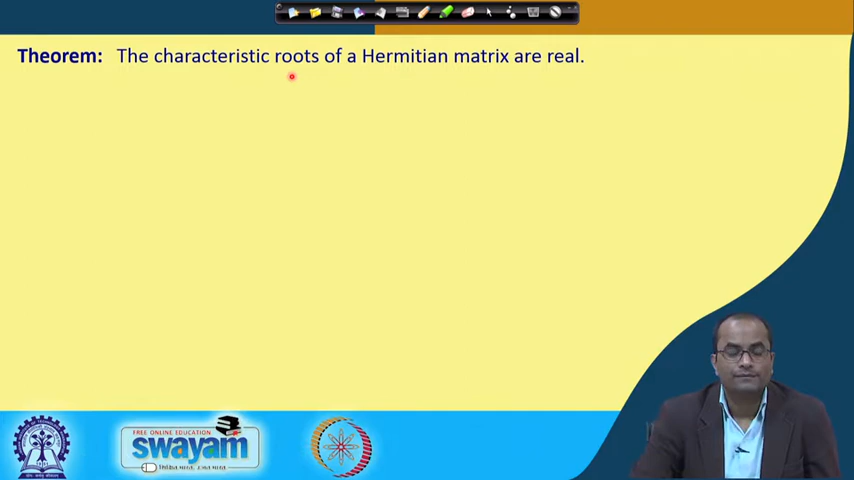 Theorem: The characteristic roots of a Hermitian matrix are real.
FREE ONLINE EDUCATION
swayam